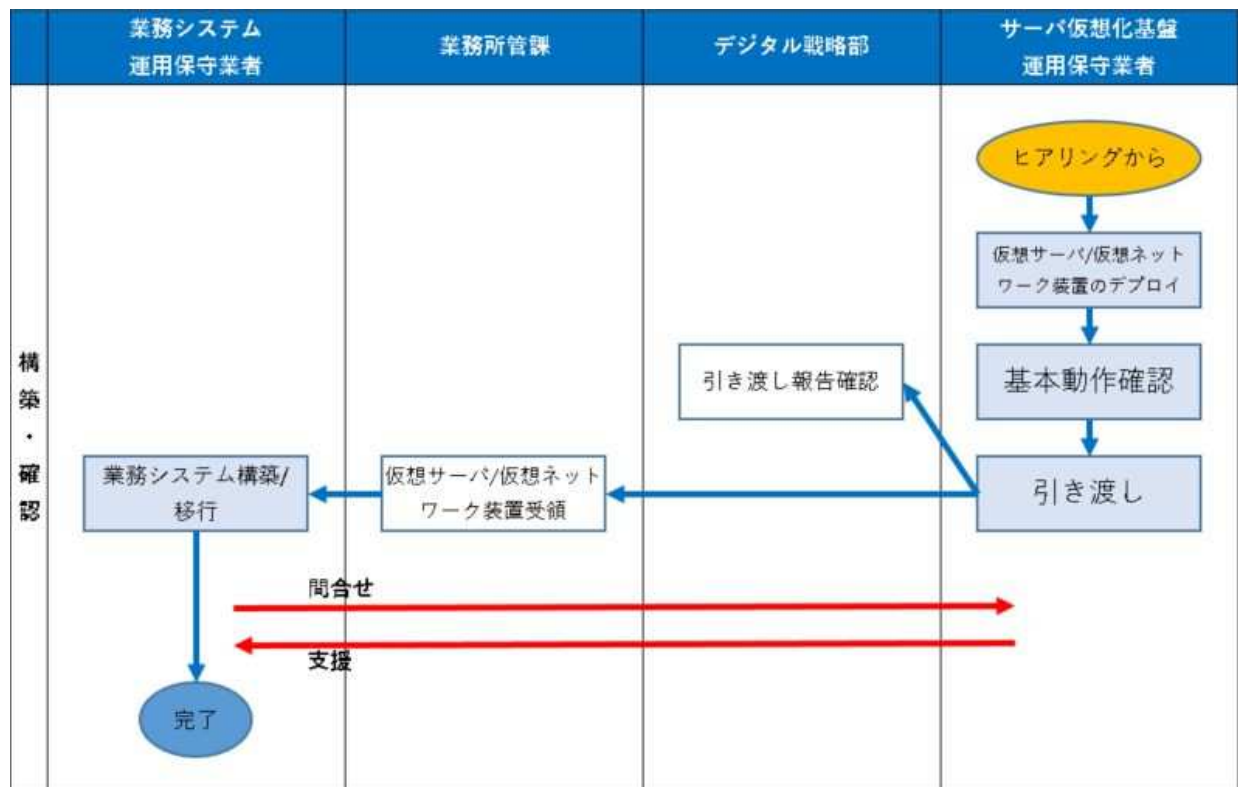 業務システム
運用保守業者
業務所管課
デジタル戦略部
サーバ仮想化基盤
運用保守業者
構築・確認
ヒアリングから
仮想サーバ/仮想ネット
ワーク装置のデプロイ
引き渡し報告確認
基本動作確認
業務システム構築/
移行
仮想サーバ/仮想ネット
ワーク装置受領
引き渡し
問合せ
支援
完了